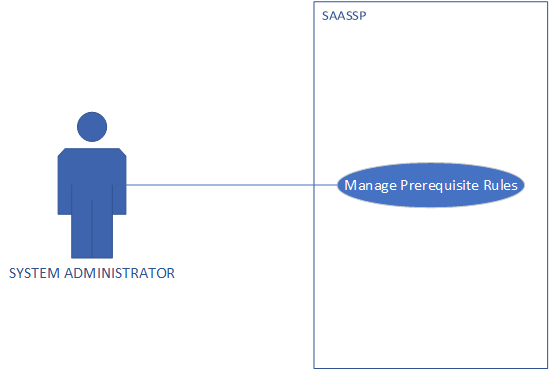 SAASSP
Manage Prerequisite Rules
SYSTEM ADMINISTRATOR